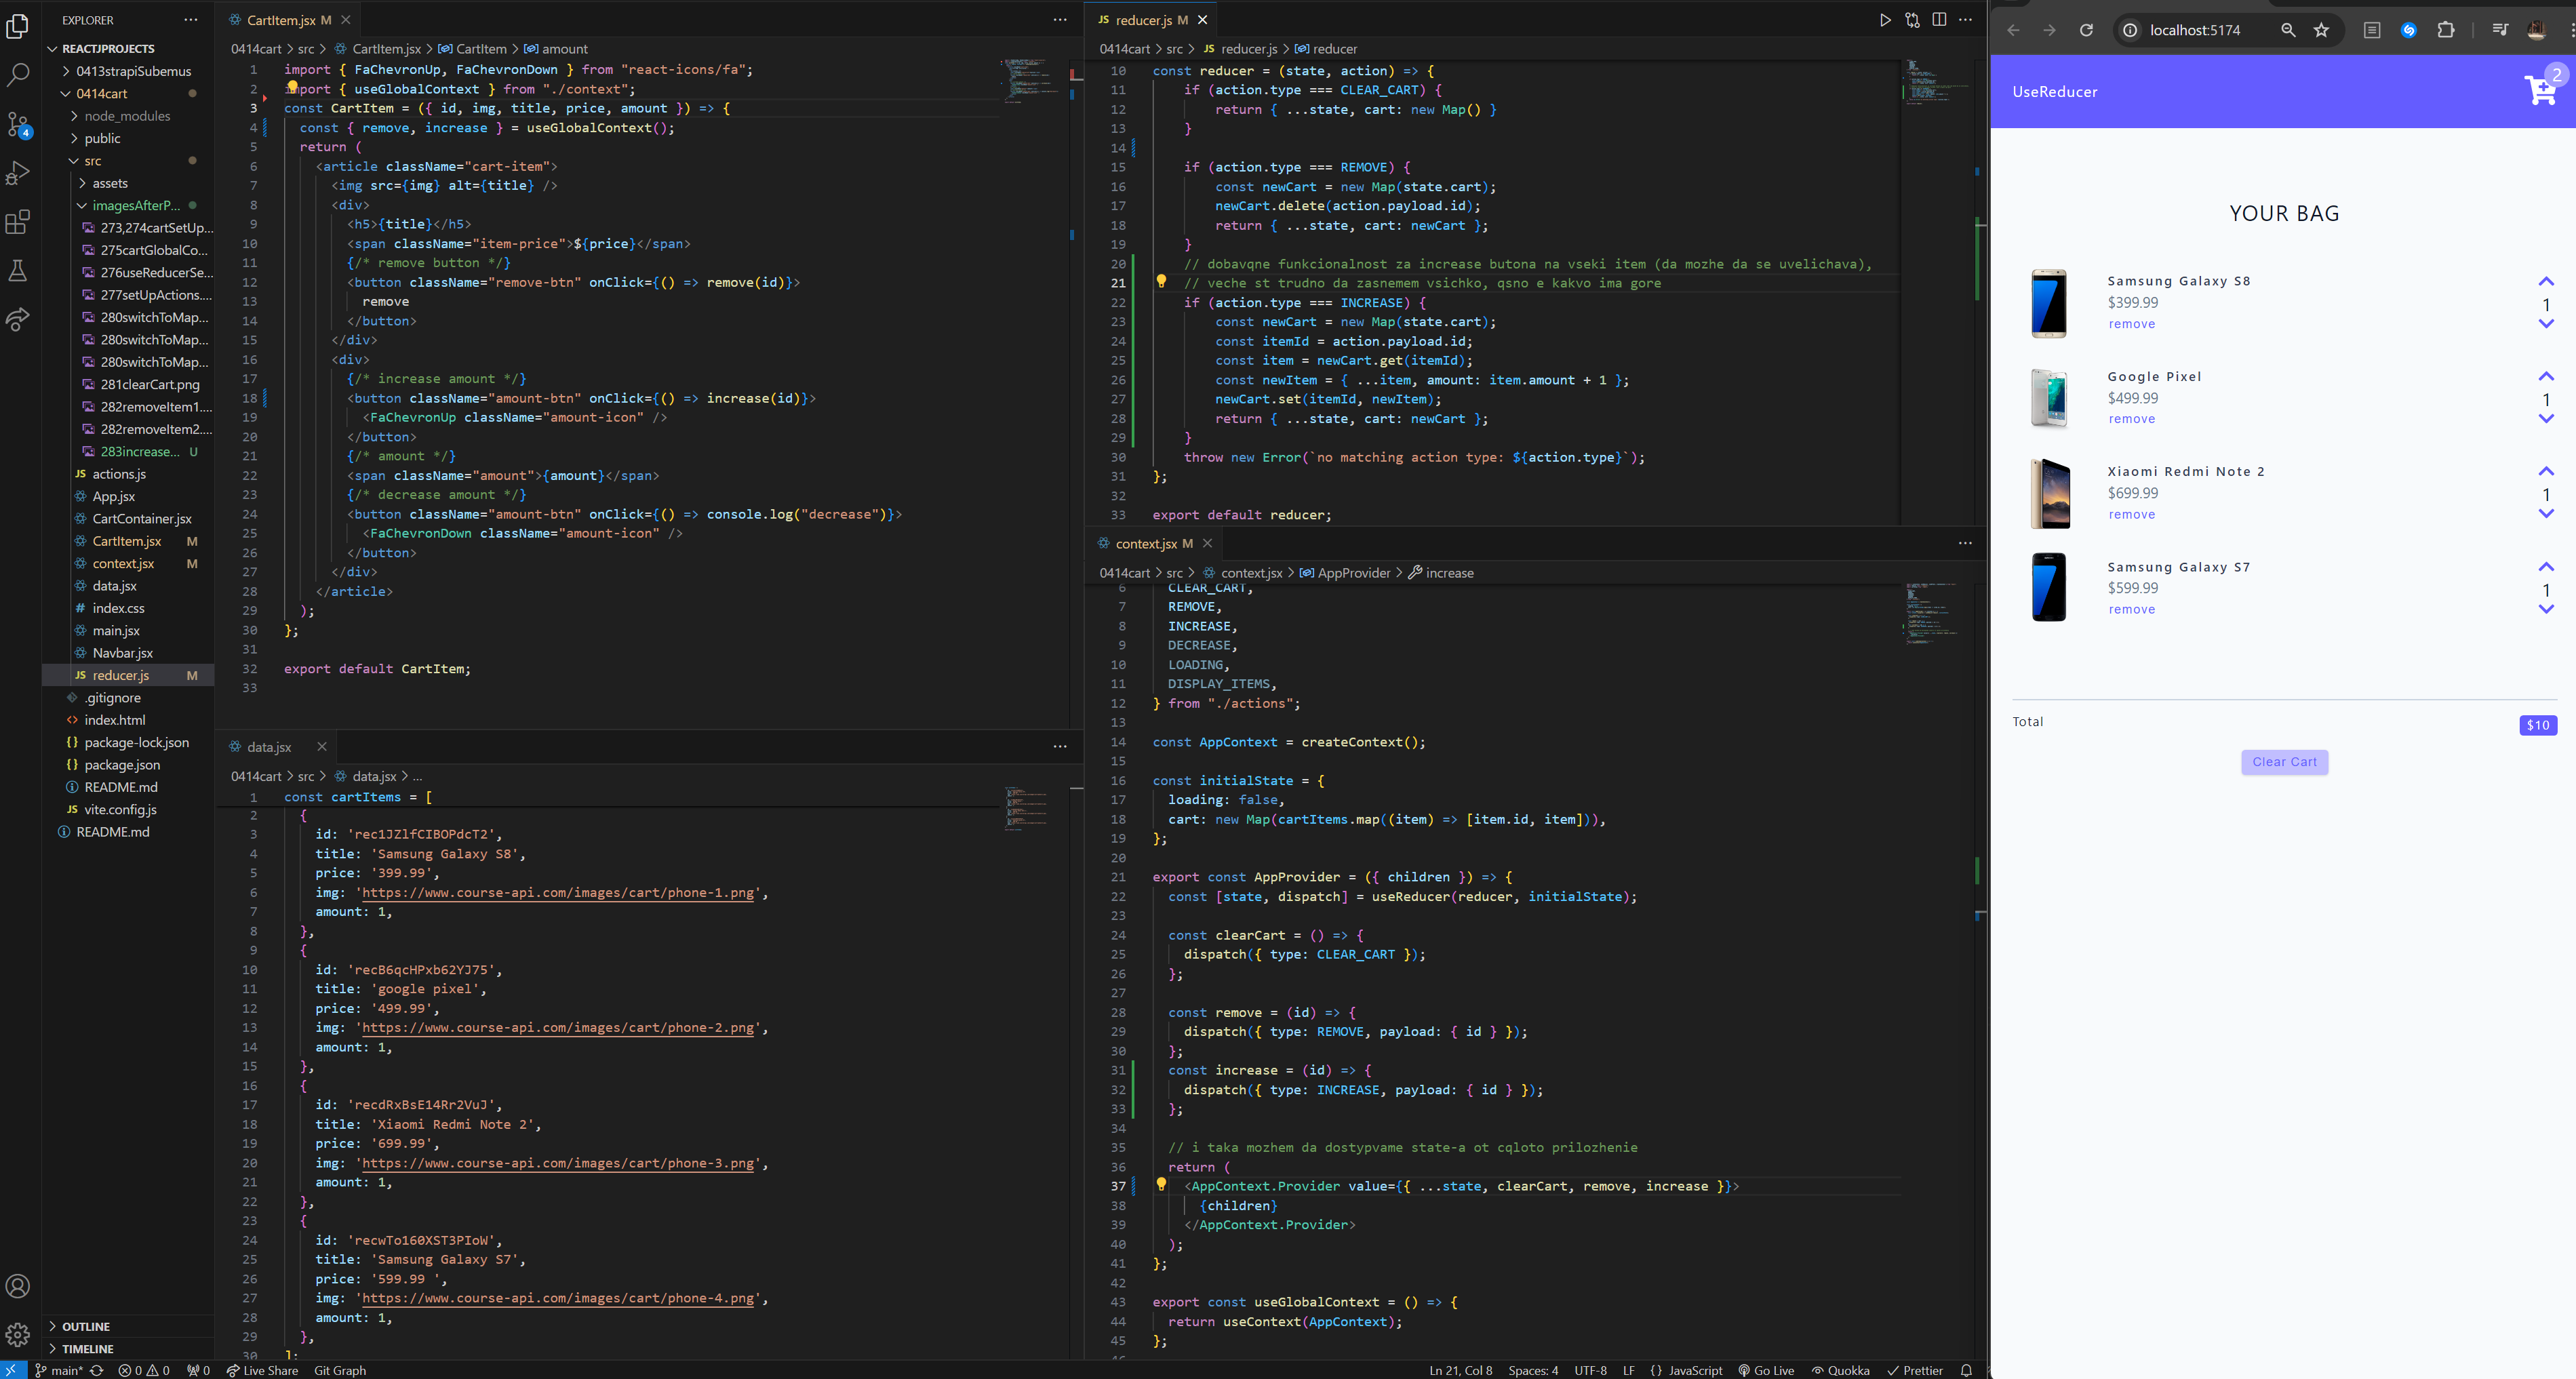 EXPLORER
REACTJPROJECTS
0413strapiSubemus
0414cart
node_modules
public
src
assets
imagesAfterP...
273,274cartSetUp...
275cartGlobalCo...
276useReducerSe...
277setUpActions....
280switchToMap...
280switchToMap...
280switchToMap...
281clearCart.png
282removeItem1....
282removeItem2....
283increase... U
JS actions.js
App.jsx
CartContainer.jsx
CartItem.jsx M
context.jsx M
data.jsx
# index.css
main.jsx
Navbar.jsx
JS reducer.js M
.gitignore
index.html
{} package-lock.json
{} package.json
README.md
JS vite.config.js
README.md
OUTLINE
TIMELINE
CartItem.jsx M
0414cart > src > CartItem.jsx > CartItem > amount
1 import { FaChevronUp, FaChevronDown } from "react-icons/fa";
2 import { useGlobalContext } from "./context";
3 const CartItem = ({ id, img, title, price, amount }) => {
4 const { remove, increase } = useGlobalContext();
5 return (
6 <article className="cart-item">
7 <img src={img} alt={title} />
8 <div>
9 <h5>{title}</h5>
10 <span className="item-price">${price}</span>
11 {/* remove button */}
12 <button className="remove-btn" onClick={() => remove(id)}>
13 remove
14 </button>
15 </div>
16 <div>
17 {/* increase amount */}
18 <button className="amount-btn" onClick={() => increase(id)}>
19 <FaChevronUp className="amount-icon" />
20 </button>
21 {/* amount */}
22 <span className="amount">{amount}</span>
23 {/* decrease amount */}
24 <button className="amount-btn" onClick={() => console.log("decrease")}>
25 <FaChevronDown className="amount-icon" />
26 </button>
27 </div>
28 </article>
29 );
30 };
31
32 export default CartItem;
33
data.jsx
0414cart > src > data.jsx > ...
1 const cartItems = [
2 {
3 id: 'rec1JZlfCIBOPdcT2',
4 title: 'Samsung Galaxy S8',
5 price: '399.99',
6 img: 'https://www.course-api.com/images/cart/phone-1.png',
7 amount: 1,
8 },
9 {
10 id: 'recB6qcHPxb62YJ75',
11 title: 'google pixel',
12 price: '499.99',
13 img: 'https://www.course-api.com/images/cart/phone-2.png',
14 amount: 1,
15 },
16 {
17 id: 'recdRxBsE14Rr2VuJ',
18 title: 'Xiaomi Redmi Note 2',
19 price: '699.99',
20 img: 'https://www.course-api.com/images/cart/phone-3.png',
21 amount: 1,
22 },
23 {
24 id: 'recwTo160XST3PIoW',
25 title: 'Samsung Galaxy S7',
26 price: '599.99 ',
27 img: 'https://www.course-api.com/images/cart/phone-4.png',
28 amount: 1,
29 },
30 ];
JS reducer.js M
0414cart > src > JS reducer.js > reducer
10 const reducer = (state, action) => {
11 if (action.type === CLEAR_CART) {
12 return { ...state, cart: new Map() }
13 }
14
15 if (action.type === REMOVE) {
16 const newCart = new Map(state.cart);
17 newCart.delete(action.payload.id);
18 return { ...state, cart: newCart };
19 }
20 // dobavqne funkcionalnost za increase butona na vseki item (da mozhe da se uvelichava),
21 // veche st trudno da zasnemem vsichko, qsno e kakvo ima gore
22 if (action.type === INCREASE) {
23 const newCart = new Map(state.cart);
24 const itemId = action.payload.id;
25 const item = newCart.get(itemId);
26 const newItem = { ...item, amount: item.amount + 1 };
27 newCart.set(itemId, newItem);
28 return { ...state, cart: newCart };
29 }
30 throw new Error(`no matching action type: ${action.type}`);
31 };
32
33 export default reducer;
context.jsx M
0414cart > src > context.jsx > AppProvider > increase
6 CLEAR_CART,
7 REMOVE,
8 INCREASE,
9 DECREASE,
10 LOADING,
11 DISPLAY_ITEMS,
12 } from "./actions";
13
14 const AppContext = createContext();
15
16 const initialState = {
17 loading: false,
18 cart: new Map(cartItems.map((item) => [item.id, item])),
19 };
20
21 export const AppProvider = ({ children }) => {
22 const [state, dispatch] = useReducer(reducer, initialState);
23
24 const clearCart = () => {
25 dispatch({ type: CLEAR_CART });
26 };
27
28 const remove = (id) => {
29 dispatch({ type: REMOVE, payload: { id } });
30 };
31 const increase = (id) => {
32 dispatch({ type: INCREASE, payload: { id } });
33 };
34
35 // i taka mozhem da dostypvame state-a ot cqloto prilozhenie
36 return (
37 <AppContext.Provider value={{ ...state, clearCart, remove, increase }}>
38 {children}
39 </AppContext.Provider>
40 );
41 };
42
43 export const useGlobalContext = () => {
44 return useContext(AppContext);
45 };
localhost:5174
UseReducer
2
YOUR BAG
Samsung Galaxy S8
$399.99
1
remove
Google Pixel
$499.99
1
remove
Xiaomi Redmi Note 2
$699.99
1
remove
Samsung Galaxy S7
$599.99
1
remove
Total $10
Clear Cart
4
main* 0 0 0 Live Share Git Graph
Ln 21, Col 8 Spaces: 4 UTF-8 LF {} JavaScript Go Live Quokka Prettier